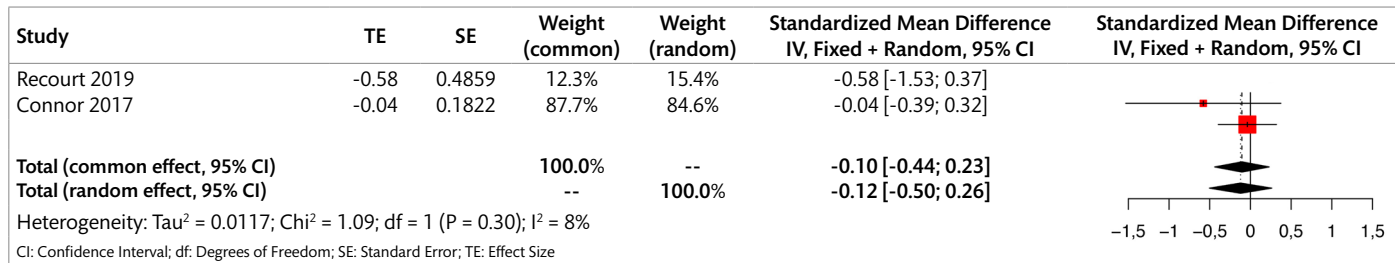 Study TE SE Weight (common) Weight (random) Standardized Mean Difference IV, Fixed + Random, 95% CI Standardized Mean Difference IV, Fixed + Random, 95% CI
Recourt 2019 -0.58 0.4859 12.3% 15.4% -0.58 [-1.53; 0.37]
Connor 2017 -0.04 0.1822 87.7% 84.6% -0.04 [-0.39; 0.32]
Total (common effect, 95% CI) 100.0% -- -0.10 [-0.44; 0.23]
Total (random effect, 95% CI) -- 100.0% -0.12 [-0.50; 0.26]
Heterogeneity: Tau² = 0.0117; Chi² = 1.09; df = 1 (P = 0.30); I² = 8%
−1,5 −1 −0,5 0 0,5 1 1.5
CI: Confidence Interval; df: Degrees of Freedom; SE: Standard Error; TE: Effect Size